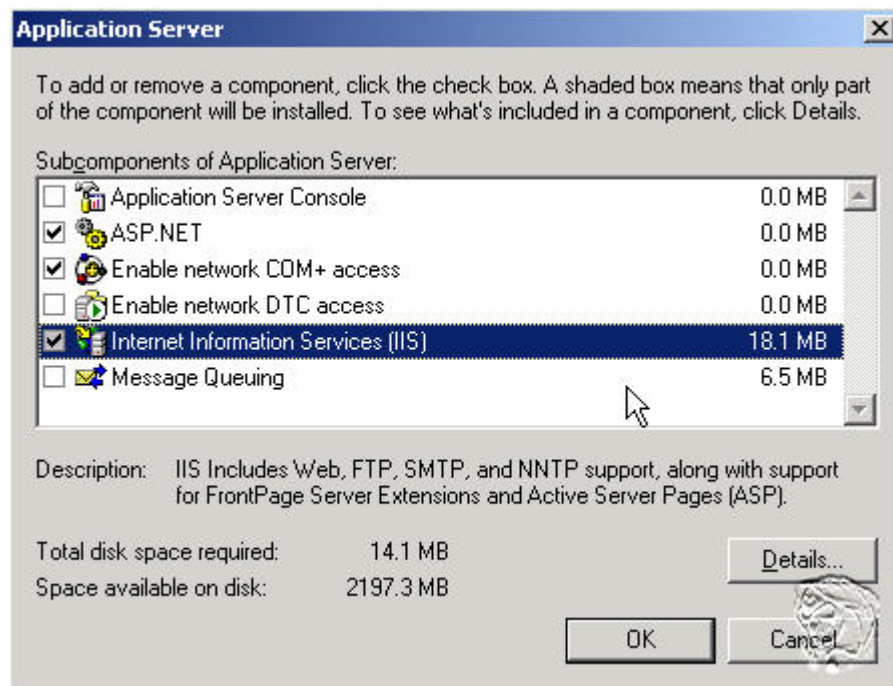 Application Server
To add or remove a component, click the check box. A shaded box means that only part
of the component will be installed. To see what's included in a component, click Details.
Subcomponents of Application Server:
Application Server Console 0.0 MB
ASP.NET 0.0 MB
Enable network COM+ access 0.0 MB
Enable network DTC access 0.0 MB
Internet Information Services (IIS) 18.1 MB
Message Queuing 6.5 MB
Description: IIS Includes Web, FTP, SMTP, and NNTP support, along with support
for FrontPage Server Extensions and Active Server Pages (ASP).
Total disk space required: 14.1 MB
Details...
Space available on disk: 2197.3 MB
OK Cancel